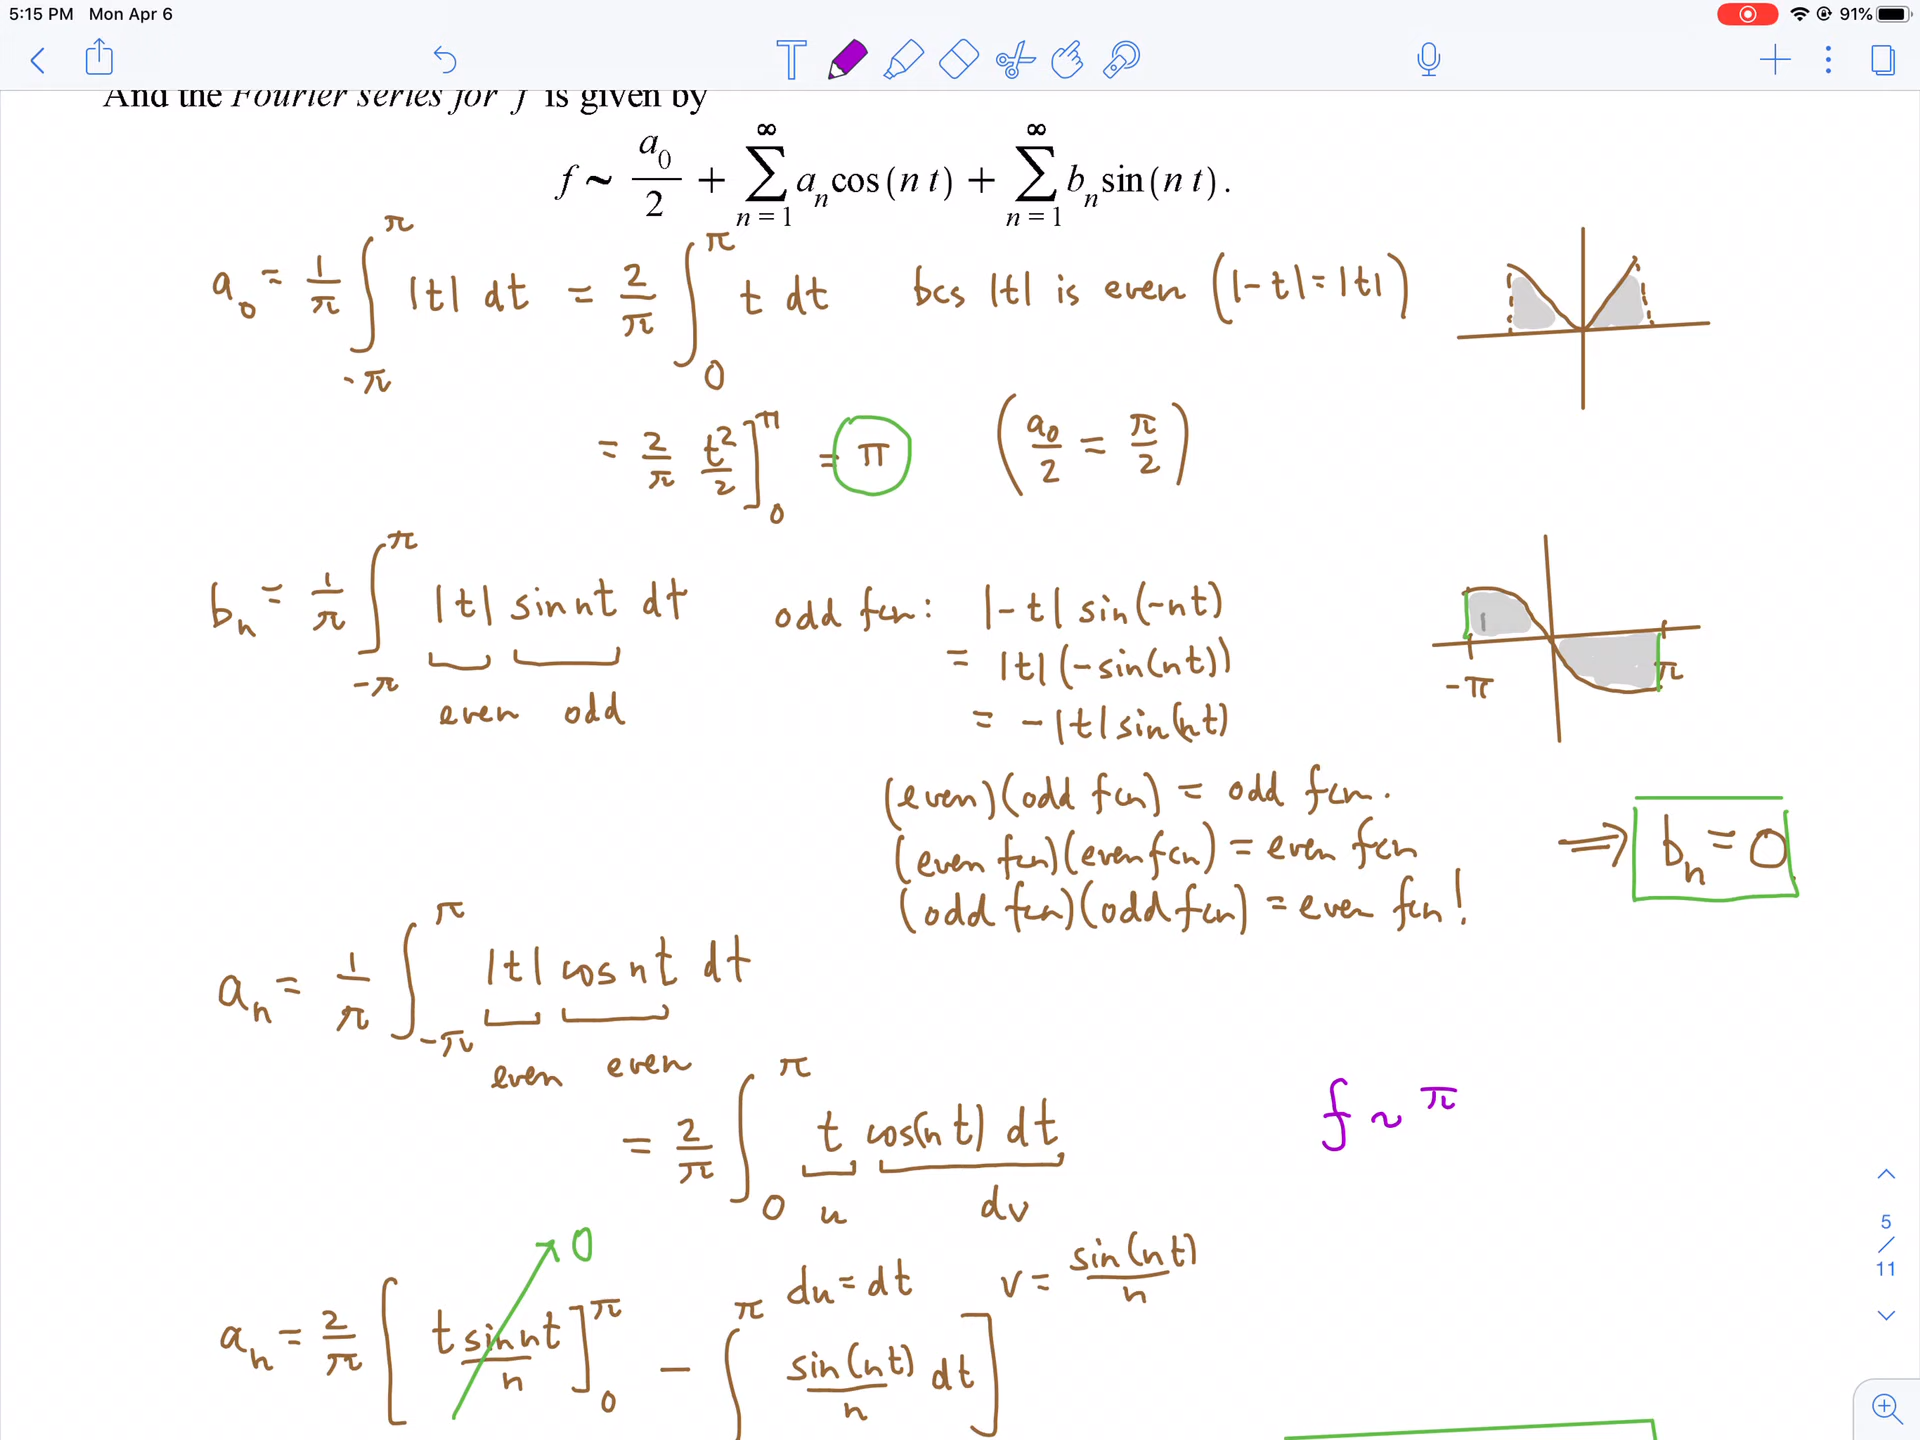 5:15 PM Mon Apr 6 91%
And the Fourier series for f is given by
f ~ a_0/2 + ∑_{n=1}^{∞} a_n cos(n t) + ∑_{n=1}^{∞} b_n sin(n t).
a_0 = 1/π ∫_{-π}^{π} |t| dt = 2/π ∫_0^π t dt bcs |t| is even (|-t|=|t|)
= 2/π t²/2 ]_0^π = π (a_0/2 = π/2)
b_n = 1/π ∫_{-π}^{π} |t| sin nt dt odd fcn: |-t| sin(-nt)
= |t| (-sin(nt))
even odd
= -|t| sin(nt)
-π π
(even)(odd fcn) = odd fcn.
(even fcn)(even fcn) = even fcn ⟹ b_n = 0
(odd fcn)(odd fcn) = even fcn!
a_n = 1/π ∫_{-π}^{π} |t| cos nt dt
even even
= 2/π ∫_0^π t cos(n t) dt
f ~ π
u dv
0
du = dt v = sin(nt)/n
a_n = 2/π [ t sin nt/n ]_0^π - ∫^π sin(nt)/n dt ]
5
/
11